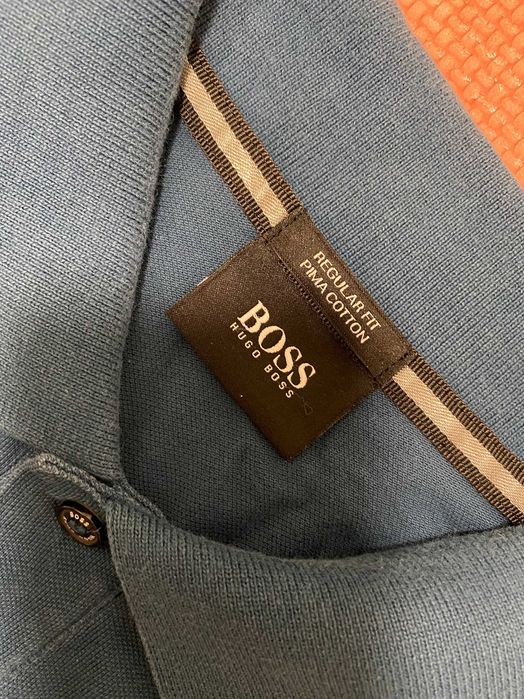 REGULAR FIT
PIMA COTTON
BOSS
HUGO BOSS
BOSS